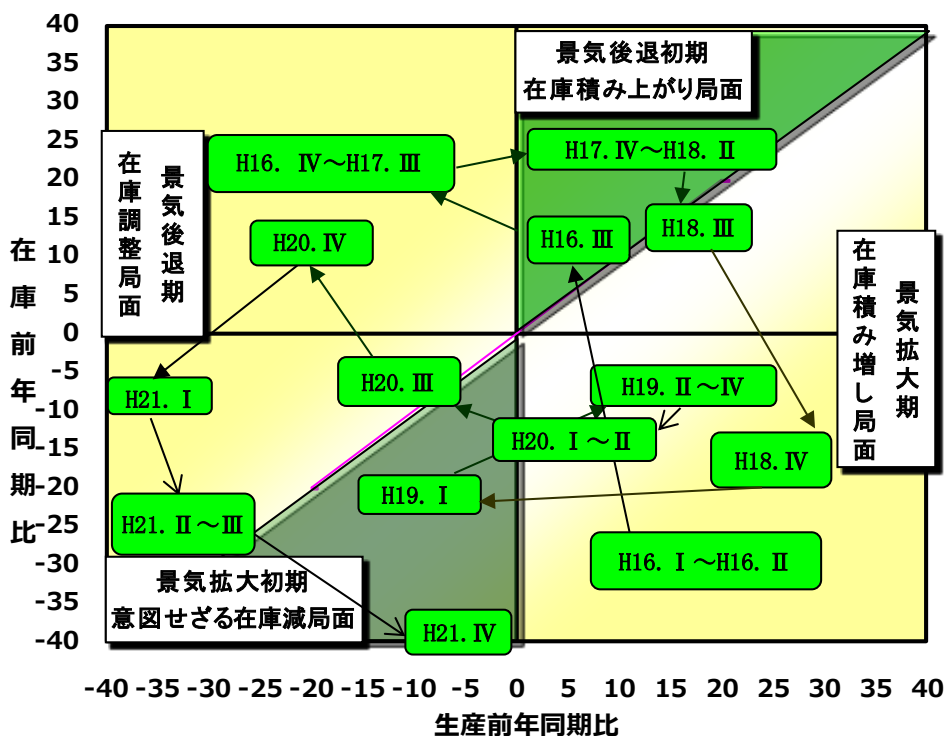 40
35
30
25
20
15
10
5
0
-5
-10
-15
-20
-25
-30
-35
-40
在庫前年同期比
景気後退初期
在庫積み上がり局面
景気後退期
在庫調整局面
H16. Ⅳ～H17. Ⅲ
H17. Ⅳ～H18. Ⅱ
H20. Ⅳ
H16. Ⅲ
H18. Ⅲ
景気拡大期
在庫積み増し局面
H21. Ⅰ
H20. Ⅲ
H19. Ⅱ～Ⅳ
H20. Ⅰ～Ⅱ
H18. Ⅳ
H19. Ⅰ
H21. Ⅱ～Ⅲ
H16. Ⅰ～H16. Ⅱ
景気拡大初期
意図せざる在庫減局面
H21. Ⅳ
-40 -35 -30 -25 -20 -15 -10 -5 0 5 10 15 20 25 30 35 40
生産前年同期比